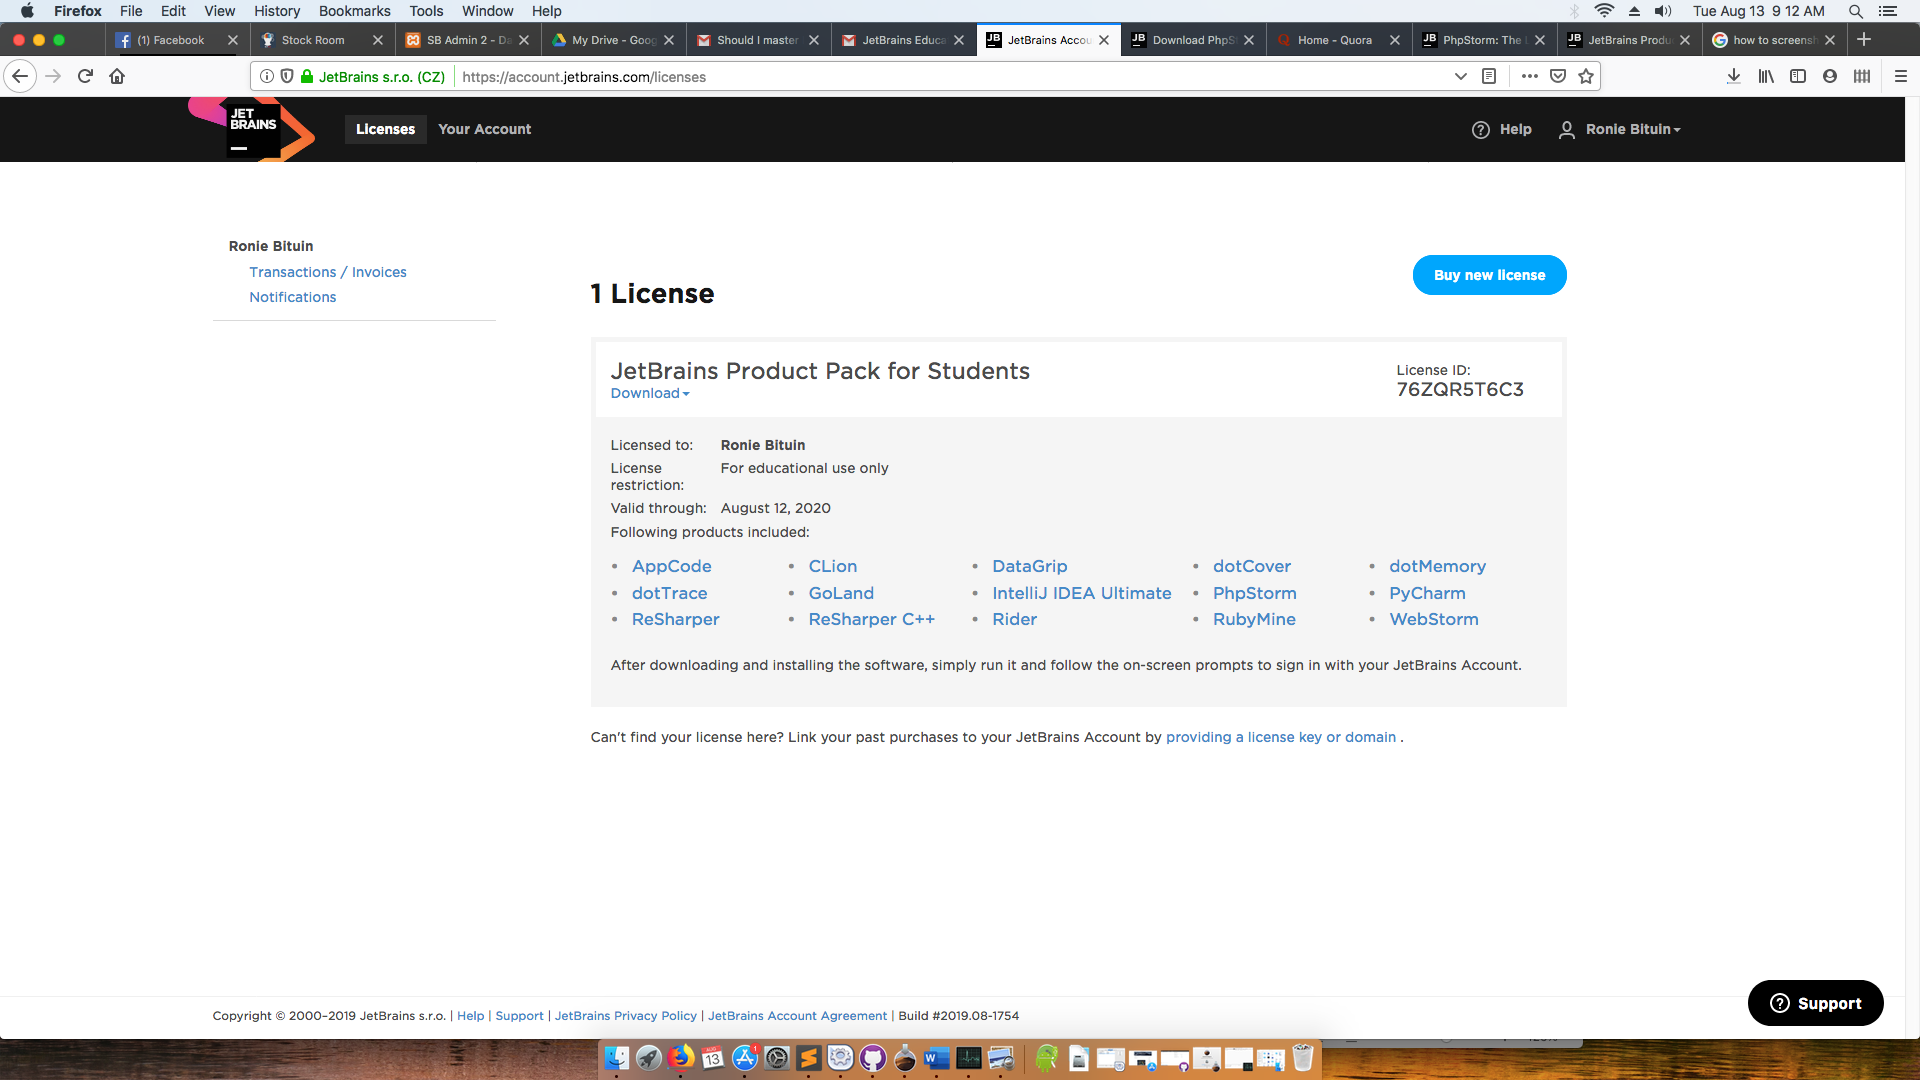 Firefox File Edit View History Bookmarks Tools Window Help Tue Aug 13 9 12 AM
(1) Facebook Stock Room SB Admin 2 - Da My Drive - Goog Should I master JetBrains Educa JetBrains Accou Download PhpS Home - Quora PhpStorm: The JetBrains Produ how to screensh
JetBrains s.r.o. (CZ) https://account.jetbrains.com/licenses
JET
BRAINS
Licenses Your Account Help Ronie Bituin
Ronie Bituin
Transactions / Invoices
Notifications
1 License
Buy new license
JetBrains Product Pack for Students
Download
License ID:
76ZQR5T6C3
Licensed to: Ronie Bituin
License restriction: For educational use only
Valid through: August 12, 2020
Following products included:
• AppCode • CLion • DataGrip • dotCover • dotMemory
• dotTrace • GoLand • IntelliJ IDEA Ultimate • PhpStorm • PyCharm
• ReSharper • ReSharper C++ • Rider • RubyMine • WebStorm
After downloading and installing the software, simply run it and follow the on-screen prompts to sign in with your JetBrains Account.
Can't find your license here? Link your past purchases to your JetBrains Account by providing a license key or domain .
Support
Copyright © 2000–2019 JetBrains s.r.o. | Help | Support | JetBrains Privacy Policy | JetBrains Account Agreement | Build #2019.08-1754
AUG
13
1